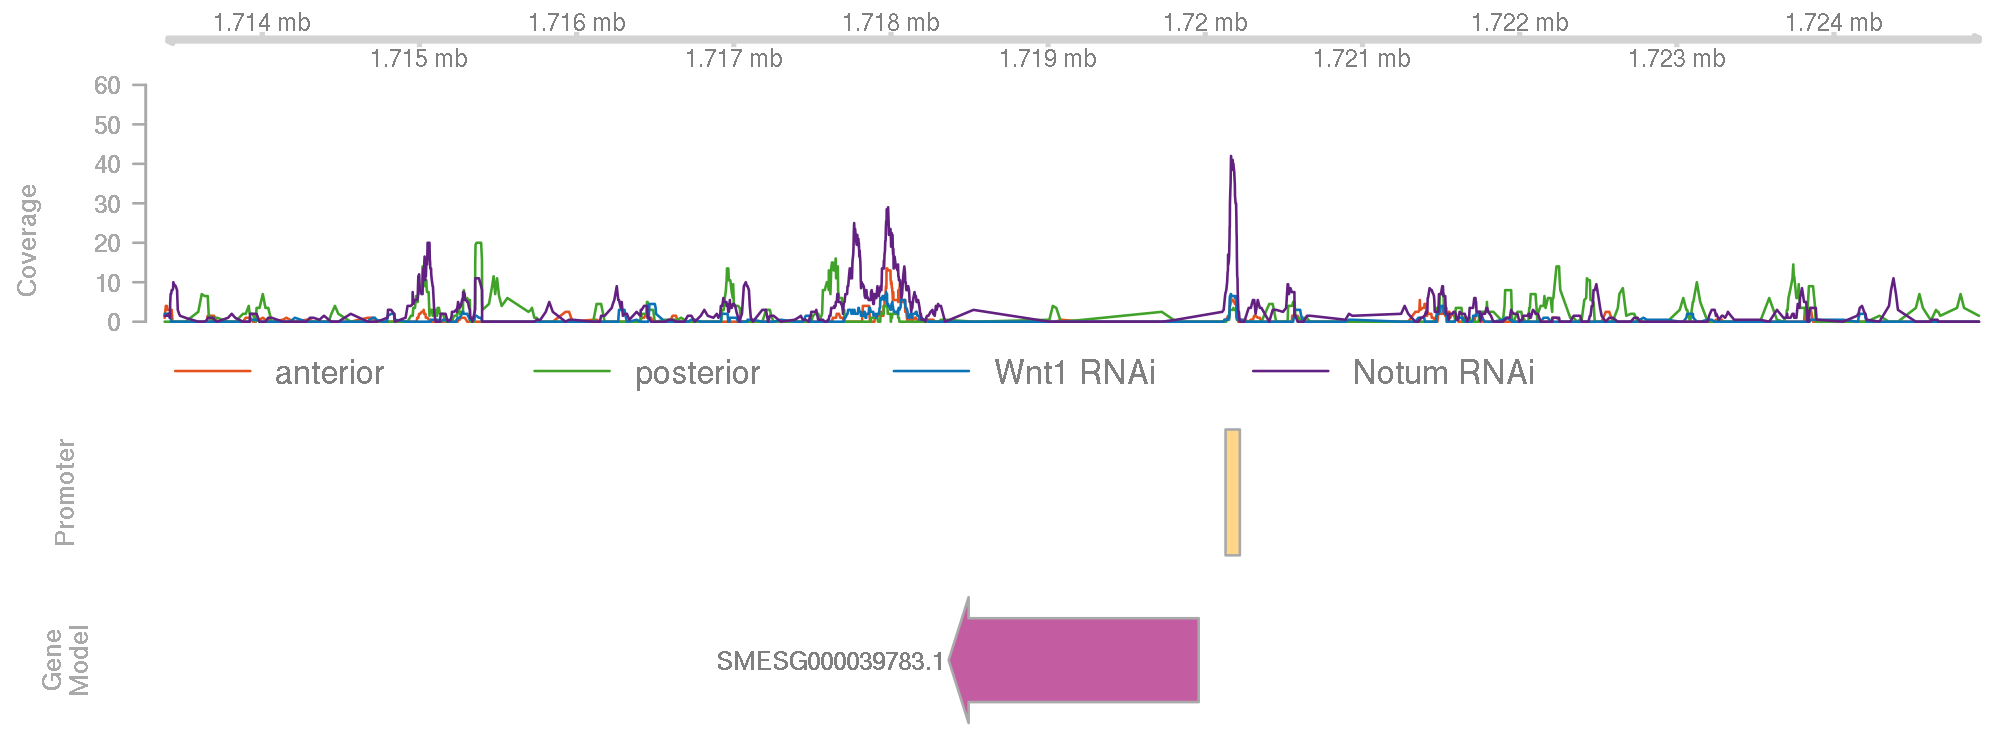 1.714 mb 1.716 mb 1.718 mb 1.72 mb 1.722 mb 1.724 mb
1.715 mb 1.717 mb 1.719 mb 1.721 mb 1.723 mb
Coverage
60
50
40
30
20
10
0
anterior posterior Wnt1 RNAi Notum RNAi
Promoter
Gene
Model
SMESG000039783.1